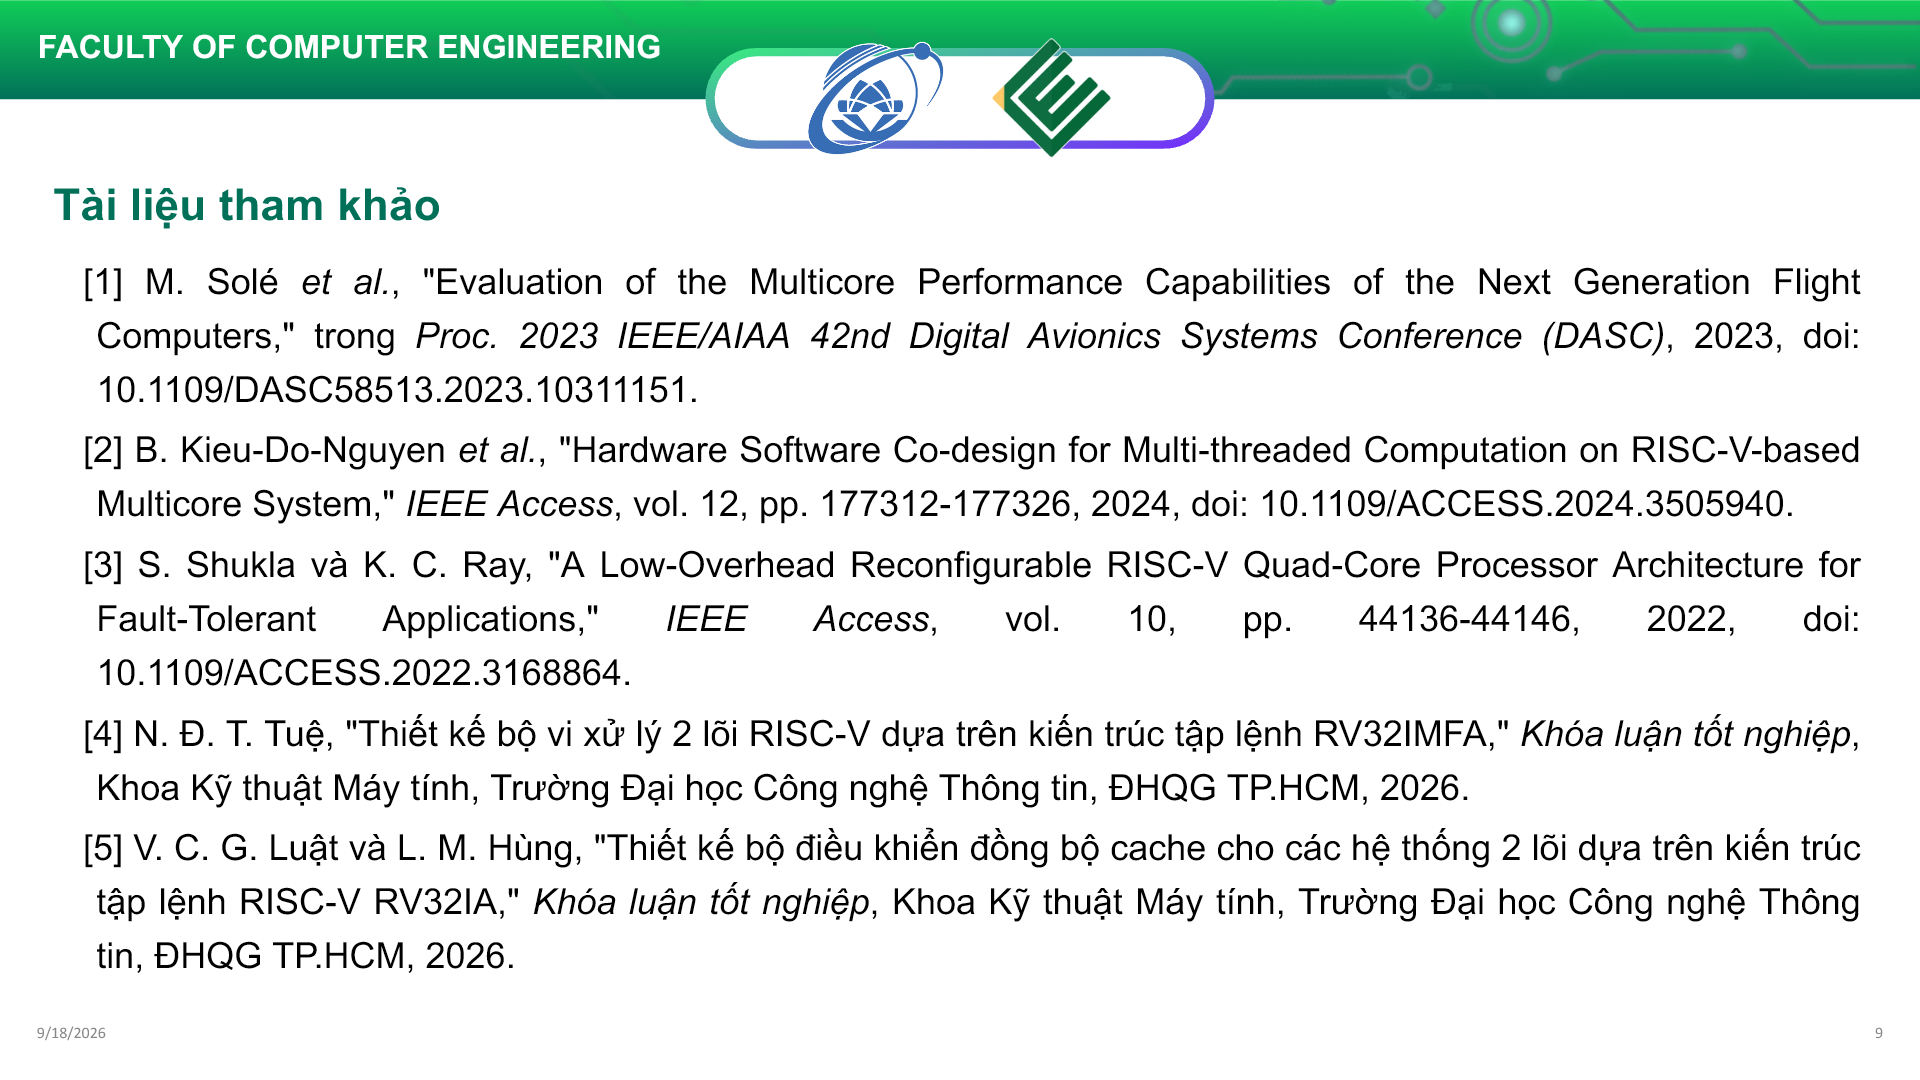 FACULTY OF COMPUTER ENGINEERING
Tài liệu tham khảo
[1] M. Solé et al., "Evaluation of the Multicore Performance Capabilities of the Next Generation Flight
Computers," trong Proc. 2023 IEEE/AIAA 42nd Digital Avionics Systems Conference (DASC), 2023, doi:
10.1109/DASC58513.2023.10311151.
[2] B. Kieu-Do-Nguyen et al., "Hardware Software Co-design for Multi-threaded Computation on RISC-V-based
Multicore System," IEEE Access, vol. 12, pp. 177312-177326, 2024, doi: 10.1109/ACCESS.2024.3505940.
[3] S. Shukla và K. C. Ray, "A Low-Overhead Reconfigurable RISC-V Quad-Core Processor Architecture for
Fault-Tolerant Applications," IEEE Access, vol. 10, pp. 44136-44146, 2022, doi:
10.1109/ACCESS.2022.3168864.
[4] N. Đ. T. Tuệ, "Thiết kế bộ vi xử lý 2 lõi RISC-V dựa trên kiến trúc tập lệnh RV32IMFA," Khóa luận tốt nghiệp,
Khoa Kỹ thuật Máy tính, Trường Đại học Công nghệ Thông tin, ĐHQG TP.HCM, 2026.
[5] V. C. G. Luật và L. M. Hùng, "Thiết kế bộ điều khiển đồng bộ cache cho các hệ thống 2 lõi dựa trên kiến trúc
tập lệnh RISC-V RV32IA," Khóa luận tốt nghiệp, Khoa Kỹ thuật Máy tính, Trường Đại học Công nghệ Thông
tin, ĐHQG TP.HCM, 2026.
9/18/2026
9